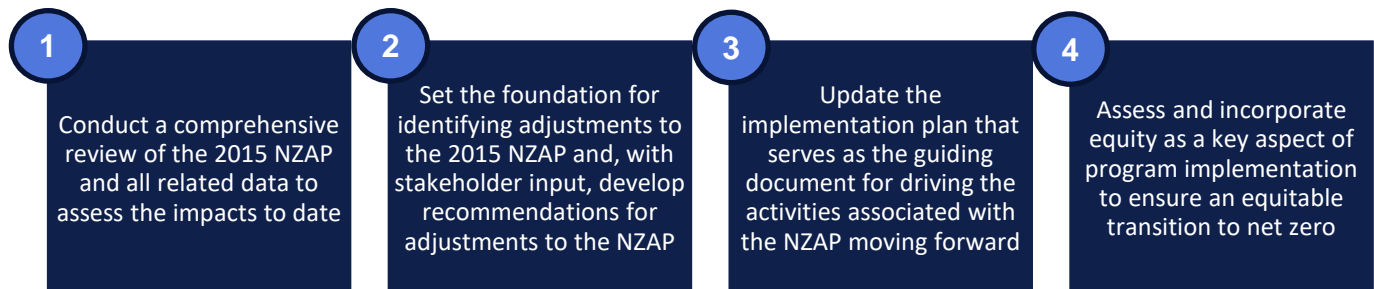 1
Conduct a comprehensive
review of the 2015 NZAP
and all related data to
assess the impacts to date
2
Set the foundation for
identifying adjustments to
the 2015 NZAP and, with
stakeholder input, develop
recommendations for
adjustments to the NZAP
3
Update the
implementation plan that
serves as the guiding
document for driving the
activities associated with
the NZAP moving forward
4
Assess and incorporate
equity as a key aspect of
program implementation
to ensure an equitable
transition to net zero